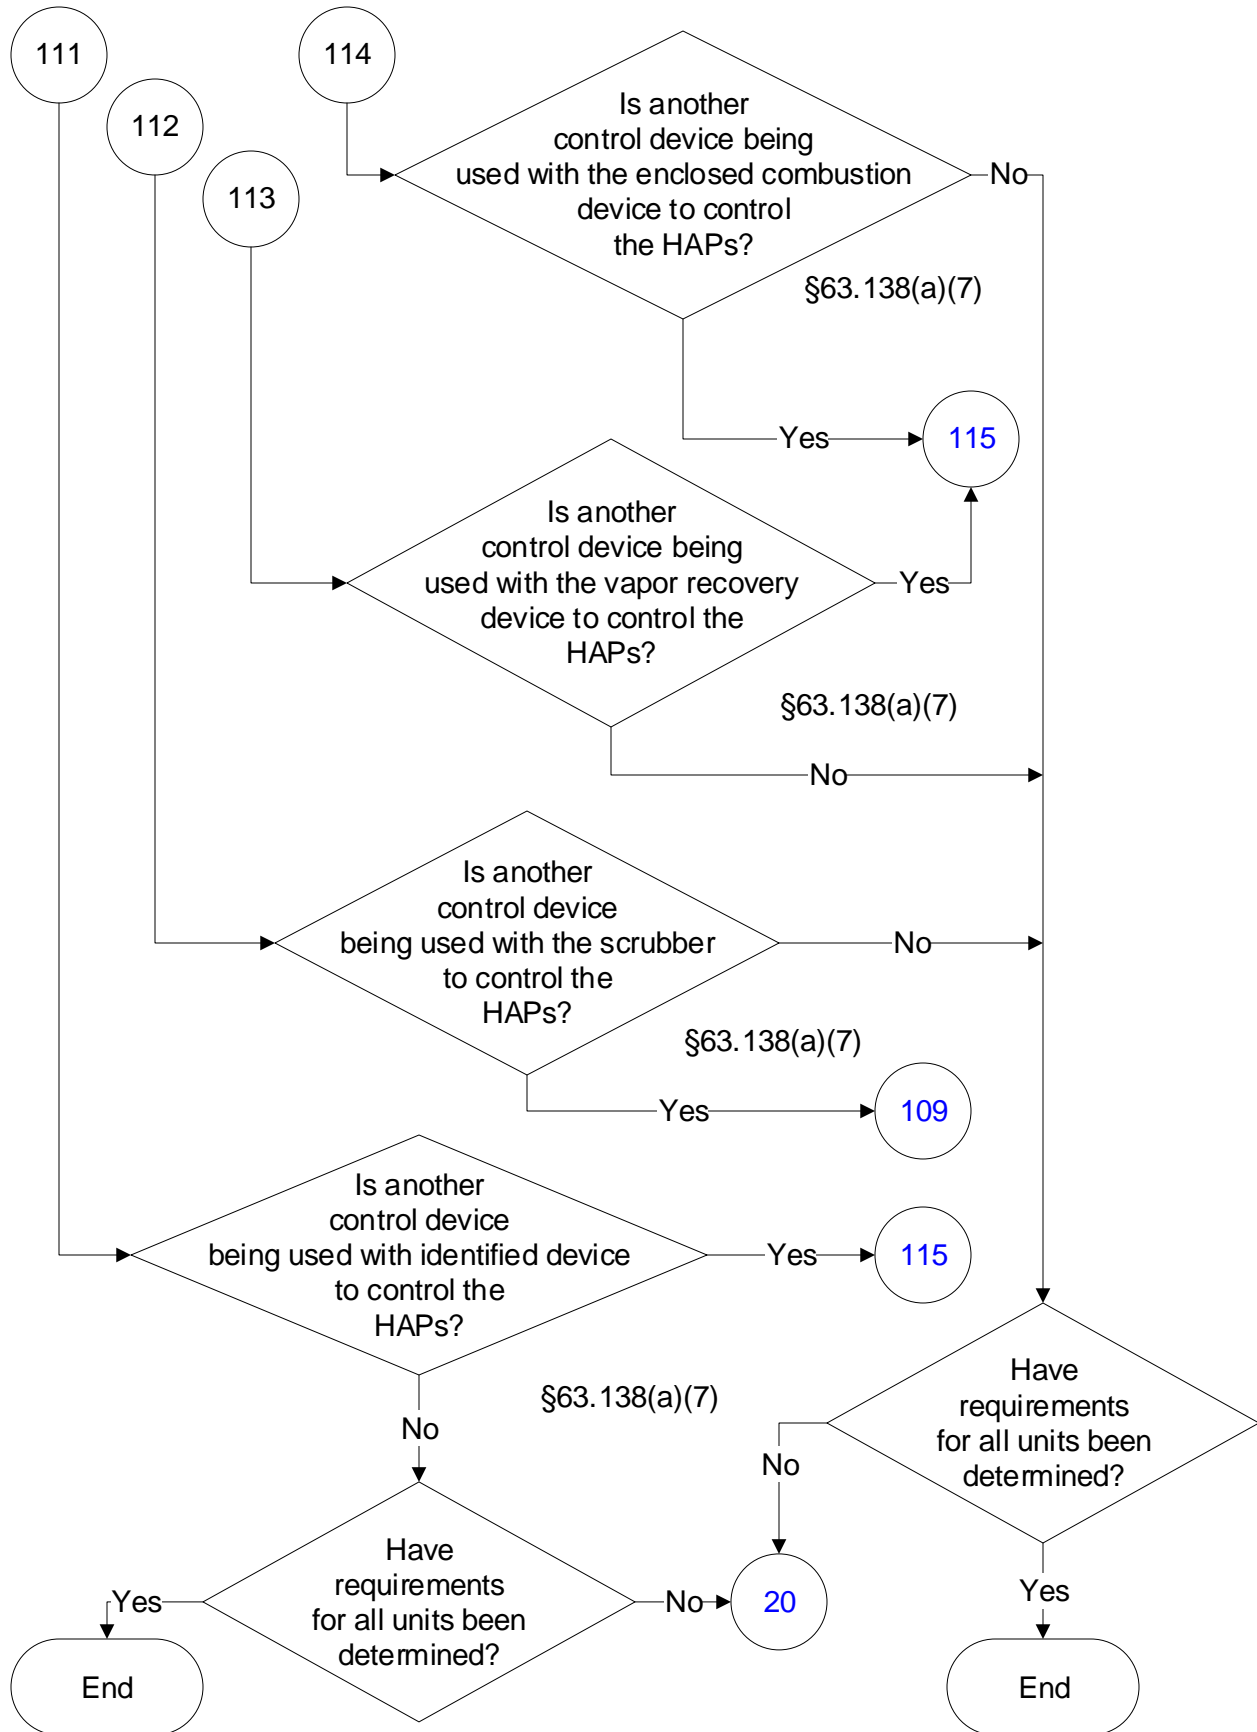 111
114
112
113
Is another
control device being
used with the enclosed combustion
device to control
the HAPs?
No
§63.138(a)(7)
Yes
115
Is another
control device being
used with the vapor recovery
device to control the
HAPs?
Yes
§63.138(a)(7)
No
Is another
control device
being used with the scrubber
to control the
HAPs?
No
§63.138(a)(7)
Yes
109
Is another
control device
being used with identified device
to control the
HAPs?
Yes
115
§63.138(a)(7)
No
Have
requirements
for all units been
determined?
No
Yes
End
Have
requirements
for all units been
determined?
Yes
No
20
End